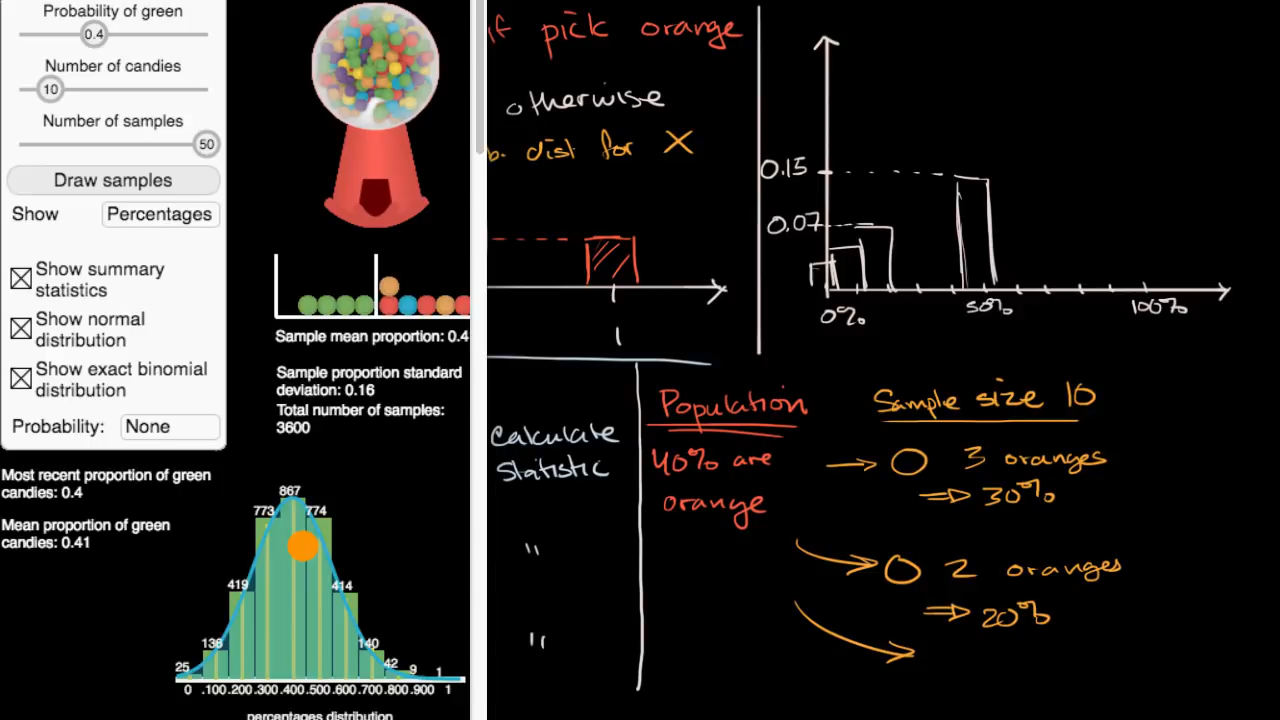 Probability of green
0.4
Number of candies
10
Number of samples
50
Draw samples
Show Percentages
Show summary
statistics
Show normal
distribution
Show exact binomial
distribution
Probability: None
Sample mean proportion: 0.4
Sample proportion standard
deviation: 0.16
Total number of samples:
3600
Most recent proportion of green
candies: 0.4
Mean proportion of green
candies: 0.41
25 136 419 773 867 774 414 140 42 9 1
0 .100 .200 .300 .400 .500 .600 .700 .800 .900 1
percentages distribution
if pick orange
otherwise
dist for X
1
0.15
0.07
0% 50% 100%
Calculate
Statistic
"
"
Population
40% are
orange
Sample size 10
3 oranges
⇒ 30%
2 oranges
⇒ 20%